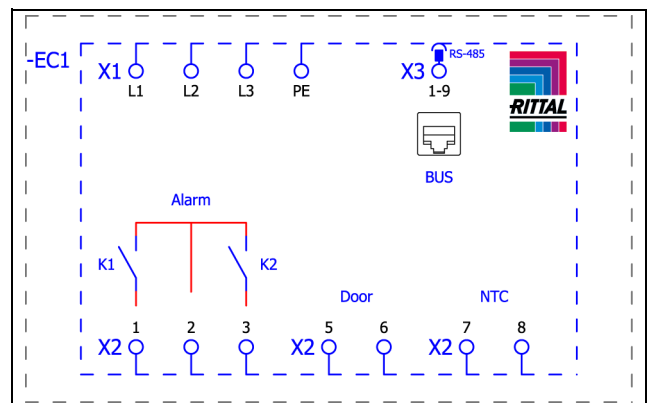 -EC1
X1
L1
L2
L3
PE
X3
RS-485
1-9
RITTAL
BUS
Alarm
K1
K2
Door
NTC
X2
1
2
3
X2
5
6
X2
7
8